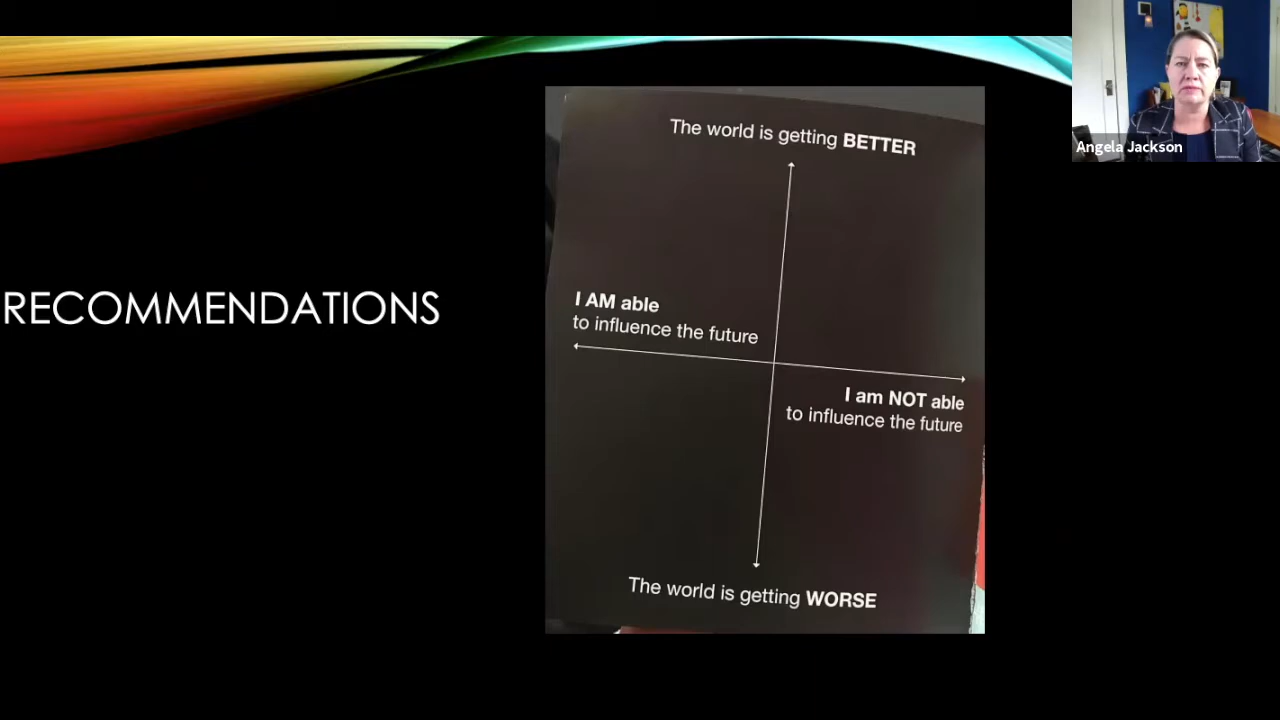 RECOMMENDATIONS
The world is getting BETTER
I AM able
to influence the future
I am NOT able
to influence the future
The world is getting WORSE
Angela Jackson